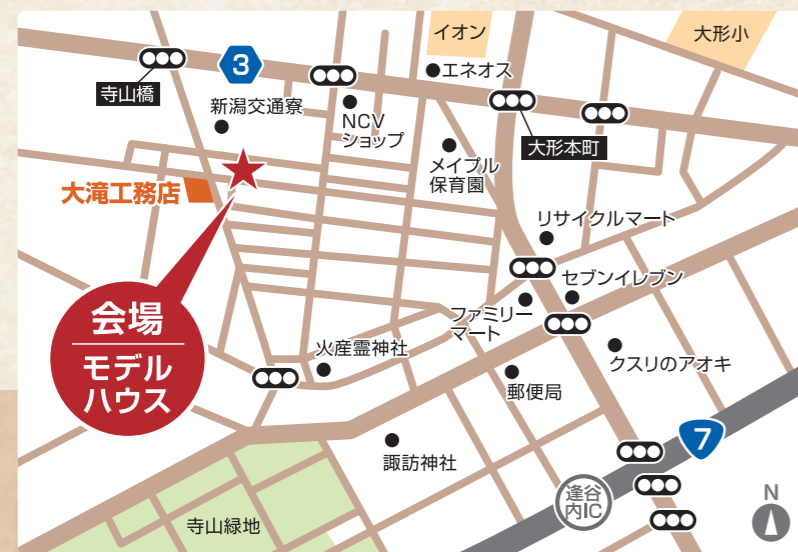 イオン
大形小
3
エネオス
寺山橋
新潟交通寮
NCV
ショップ
大形本町
メイプル
保育園
大滝工務店
リサイクルマート
セブンイレブン
会場
モデル
ハウス
ファミリー
マート
火産霊神社
クスリのアオキ
郵便局
7
諏訪神社
逢谷
内IC
N
寺山緑地